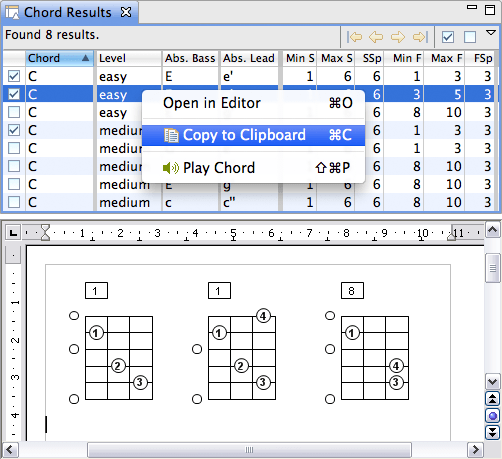 Chord Results
Found 8 results.
Chord Level Abs. Bass Abs. Lead Min S Max S SSp Min F Max F FSp
C easy E e' 1 6 6 1 3 3
C easy 6 3 5 3
C easy 6 8 10 3
C medium 6 1 3 3
C medium 6 8 10 3
C medium 6 8 10 3
C medium E g 6 8 10 3
C medium c c" 1 6 6 8 10 3
Open in Editor ⌘O
Copy to Clipboard ⌘C
Play Chord ⇧⌘P
L
1 2 3 4 5 6 7 8 9 10 11
1
2
3
4
1 1 8
4
1 1 1
2 2 4
3 3 3